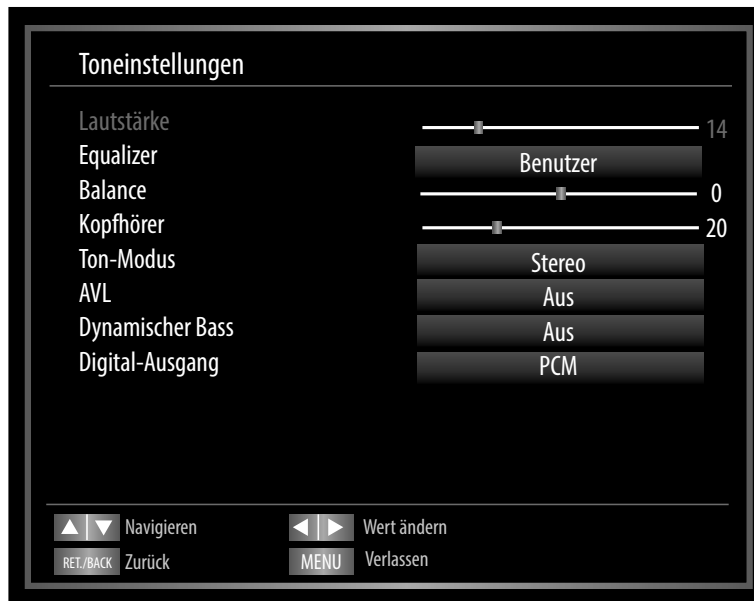 Toneinstellungen
Lautstärke 14
Equalizer Benutzer
Balance 0
Kopfhörer 20
Ton-Modus Stereo
AVL Aus
Dynamischer Bass Aus
Digital-Ausgang PCM
Navigieren Wert ändern
RET./BACK Zurück MENU Verlassen